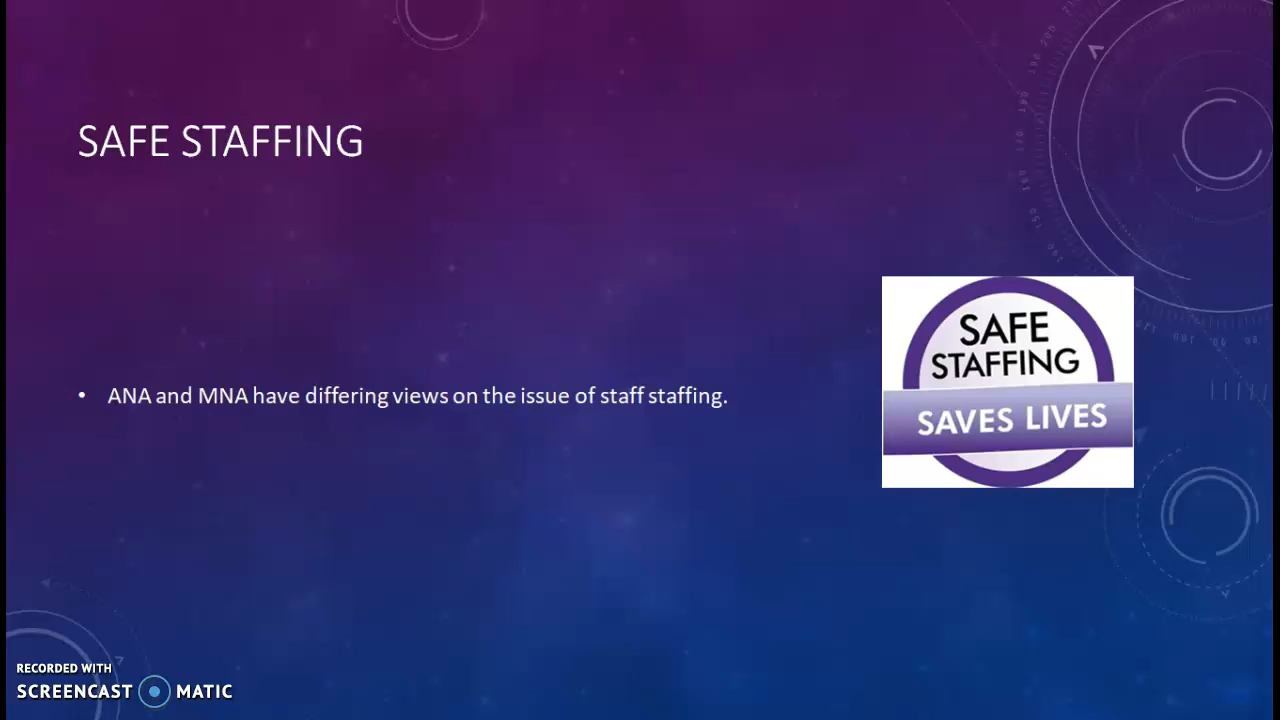 SAFE STAFFING
• ANA and MNA have differing views on the issue of staff staffing.
SAFE
STAFFING
SAVES LIVES
RECORDED WITH
SCREENCAST MATIC